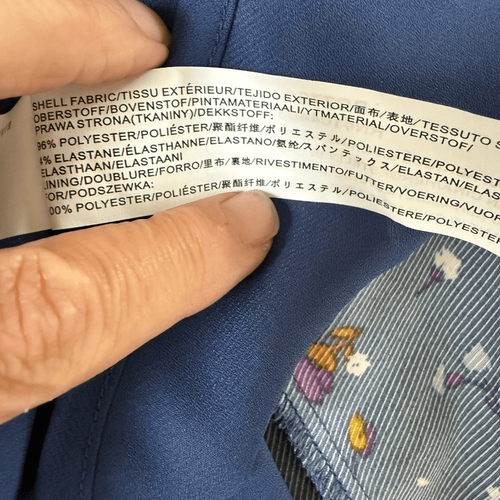 SHELL FABRIC/TISSU EXTÉRIEUR/TEJIDO EXTERIOR/面布/表地/TESSUTO
OBERSTOFF/BOVENSTOF/PINTAMATERIAALI/YTMATERIAL/OVERSTOF/
PRAWA STRONA(TKANINY)/DEKKSTOFF:
96% POLYESTER/POLIÉSTER/聚酯纤维/ポリエステル/POLIESTERE/POLYEST
4% ELASTANE/ÉLASTHANNE/ELASTANO/氨纶/スパンテックス/ELASTAN/ELAS
ELASTHAAN/ELASTAANI
LINING/DOUBLURE/FORRO/里布/裏地/RIVESTIMENTO/FUTTER/VOERING/VUOR
FOR/PODSZEWKA:
100% POLYESTER/POLIÉSTER/聚酯纤维/ポリエステル/POLIESTERE/POLYEST